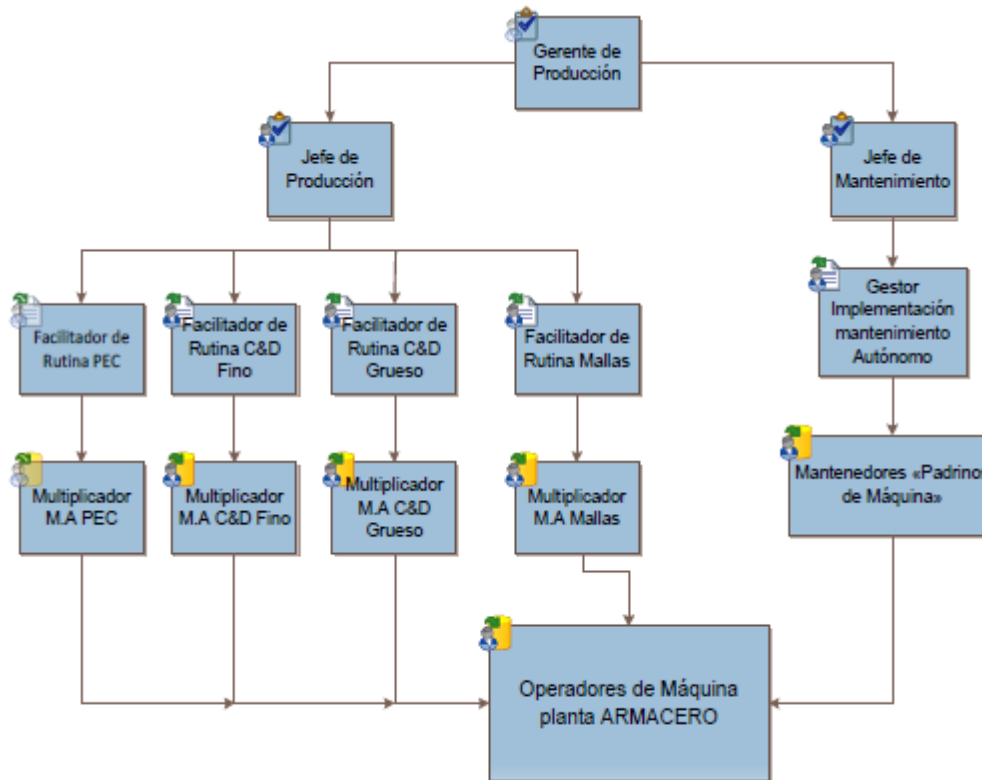 Gerente de
Producción
Jefe de
Producción
Jefe de
Mantenimiento
Facilitador de
Rutina PEC
Facilitador de
Rutina C&D
Fino
Facilitador de
Rutina C&D
Grueso
Facilitador de
Rutina Mallas
Gestor
Implementación
mantenimiento
Autónomo
Multiplicador
M.A PEC
Multiplicador
M.A C&D Fino
Multiplicador
M.A C&D
Grueso
Multiplicador
M.A Mallas
Mantenedores «Padrinos
de Máquina»
Operadores de Máquina
planta ARMACERO